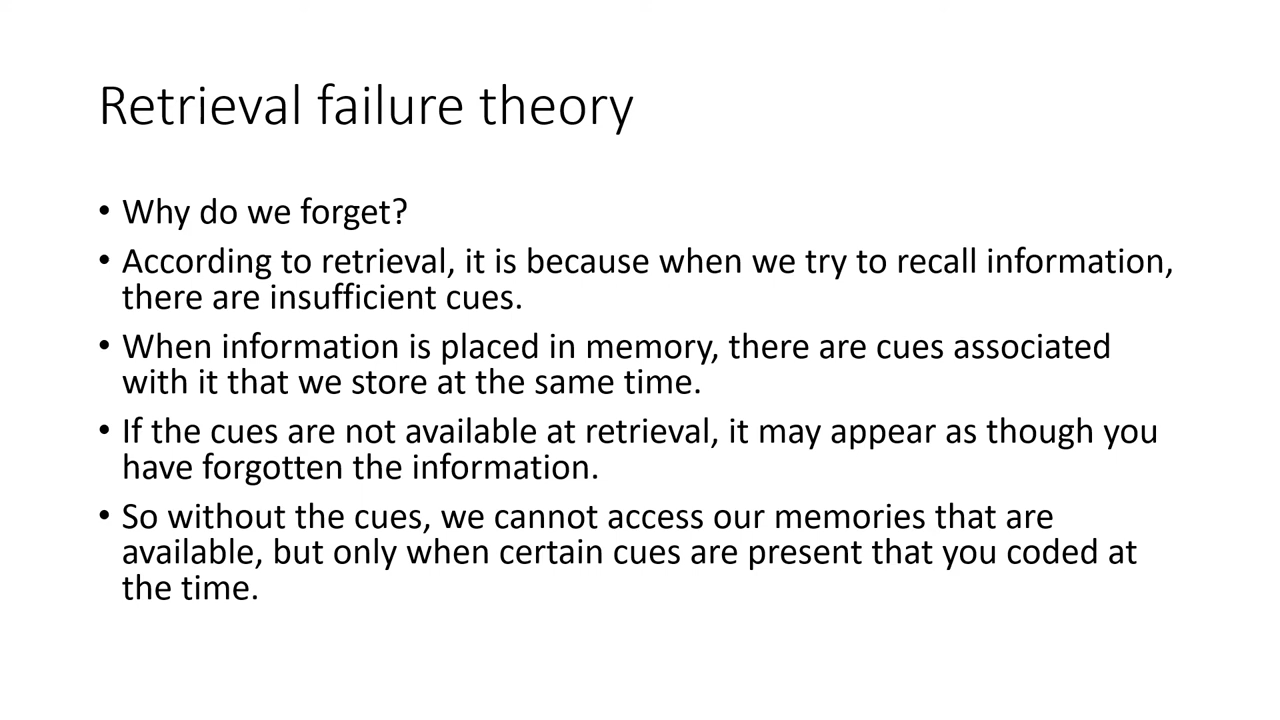 Retrieval failure theory
• Why do we forget?
• According to retrieval, it is because when we try to recall information,
there are insufficient cues.
• When information is placed in memory, there are cues associated
with it that we store at the same time.
• If the cues are not available at retrieval, it may appear as though you
have forgotten the information.
• So without the cues, we cannot access our memories that are
available, but only when certain cues are present that you coded at
the time.